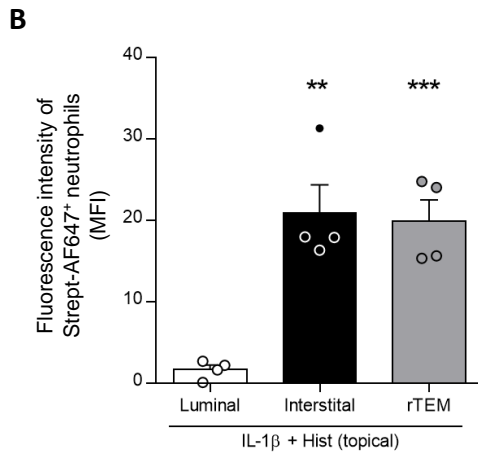 B
Fluorescence intensity of
Strept-AF647⁺ neutrophils
(MFI)
40
30
20
10
0
** ***
Luminal Interstital rTEM
IL-1β + Hist (topical)